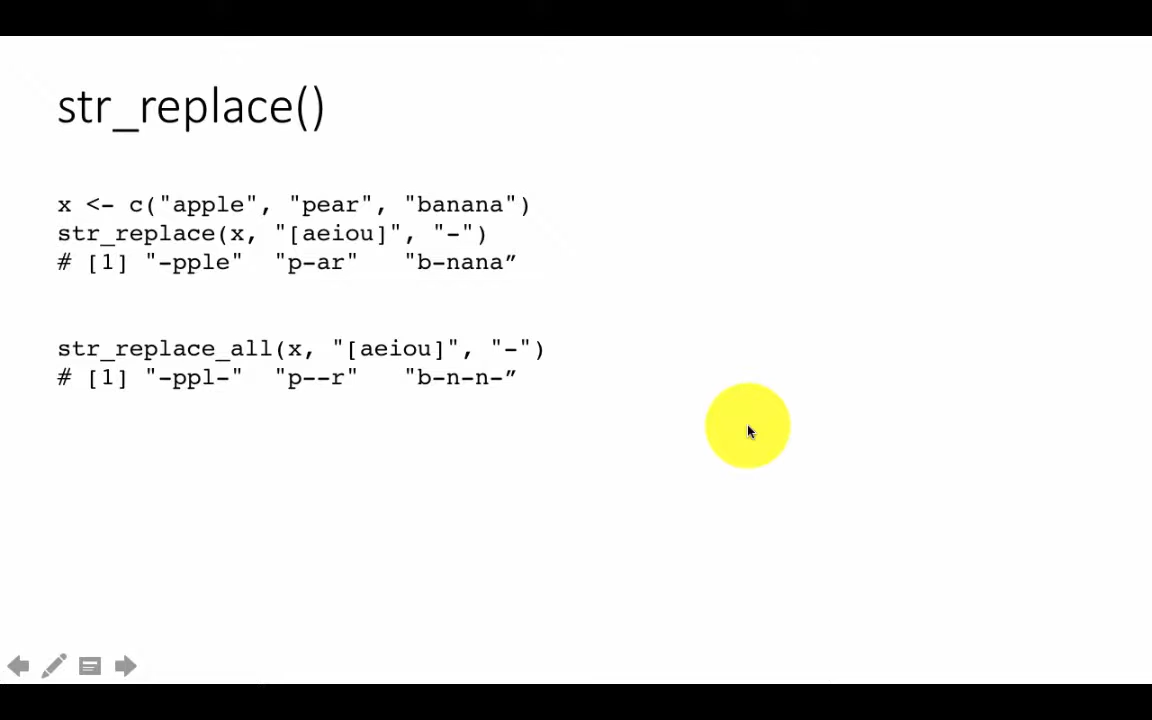 str_replace()
x <- c("apple", "pear", "banana")
str_replace(x, "[aeiou]", "-")
# [1] "-pple"  "p-ar"   "b-nana”
str_replace_all(x, "[aeiou]", "-")
# [1] "-ppl-"  "p--r"   "b-n-n-”